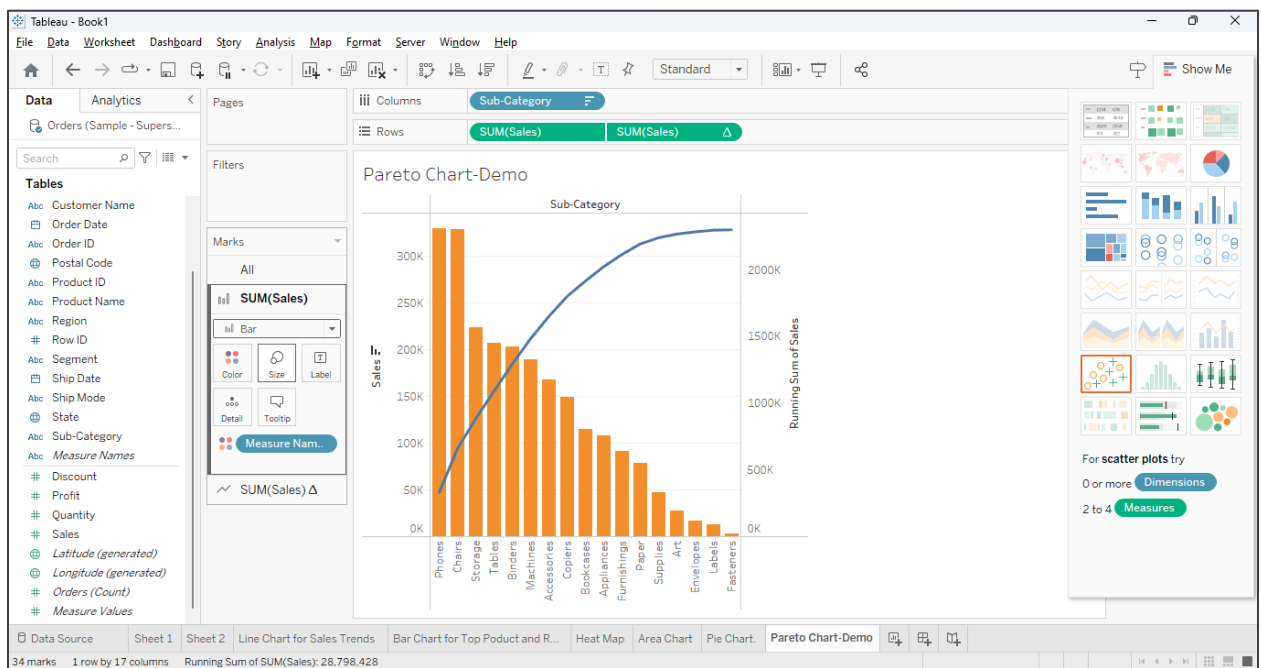 Tableau - Book1
File Data Worksheet Dashboard Story Analysis Map Format Server Window Help
Standard
Show Me
Data Analytics
Orders (Sample - Supers...
Search
Tables
Abc Customer Name
Order Date
Abc Order ID
Postal Code
Abc Product ID
Abc Product Name
Abc Region
# Row ID
Abc Segment
Ship Date
Abc Ship Mode
State
Abc Sub-Category
Abc Measure Names
# Discount
# Profit
# Quantity
# Sales
Latitude (generated)
Longitude (generated)
# Orders (Count)
# Measure Values
Pages
Filters
Marks
All
SUM(Sales)
Bar
Color Size Label
Detail Tooltip
Measure Nam..
SUM(Sales) Δ
Columns Sub-Category
Rows SUM(Sales) SUM(Sales) Δ
Pareto Chart-Demo
Sub-Category
300K
250K
200K
150K
100K
50K
0K
Sales
2000K
1500K
1000K
500K
0K
Running Sum of Sales
Phones
Chairs
Storage
Tables
Binders
Machines
Accessories
Copiers
Bookcases
Appliances
Furnishings
Paper
Supplies
Art
Envelopes
Labels
Fasteners
For scatter plots try
0 or more Dimensions
2 to 4 Measures
Data Source Sheet 1 Sheet 2 Line Chart for Sales Trends Bar Chart for Top Poduct and R... Heat Map Area Chart Pie Chart. Pareto Chart-Demo
34 marks 1 row by 17 columns Running Sum of SUM(Sales): 28,798,428